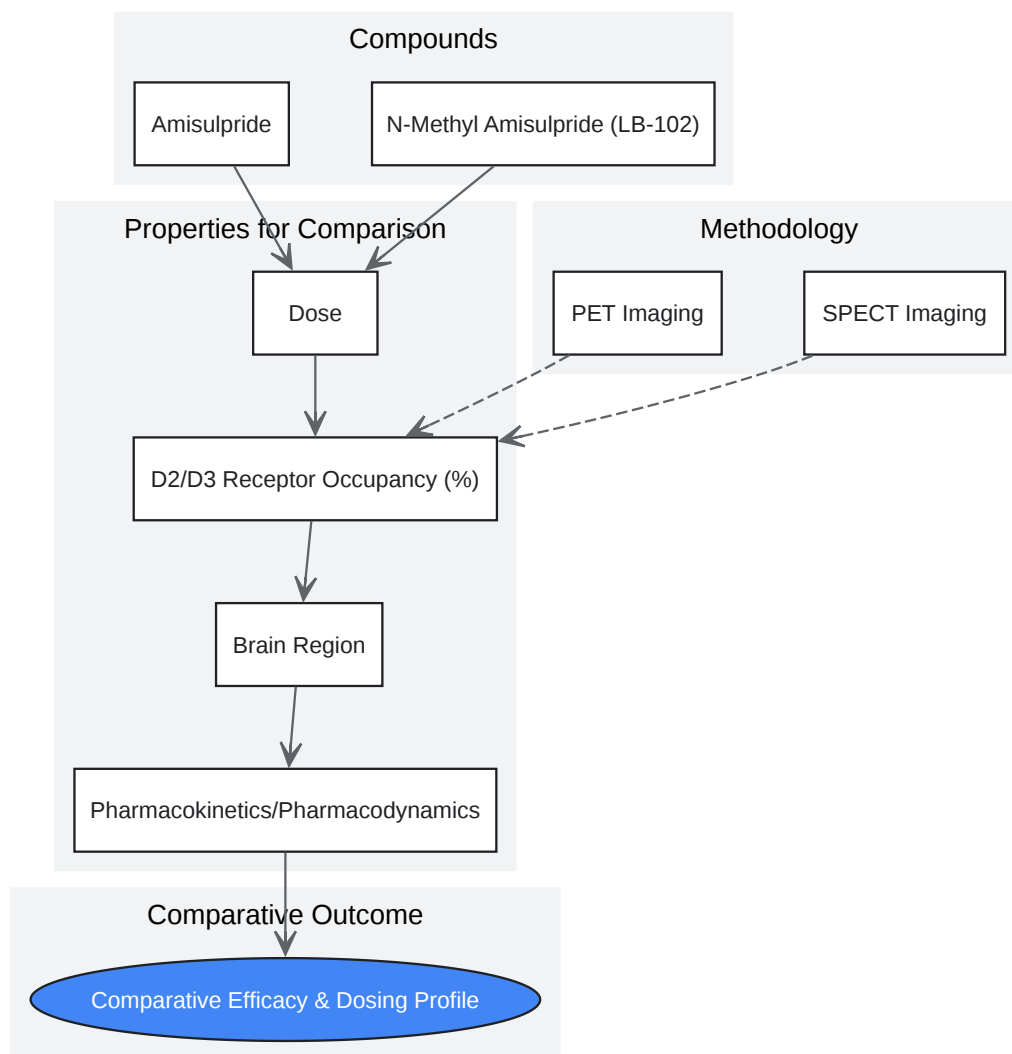 Compounds
Amisulpride
N-Methyl Amisulpride (LB-102)
Properties for Comparison
Methodology
Dose
PET Imaging
SPECT Imaging
D2/D3 Receptor Occupancy (%)
Brain Region
Pharmacokinetics/Pharmacodynamics
Comparative Outcome
Comparative Efficacy & Dosing Profile